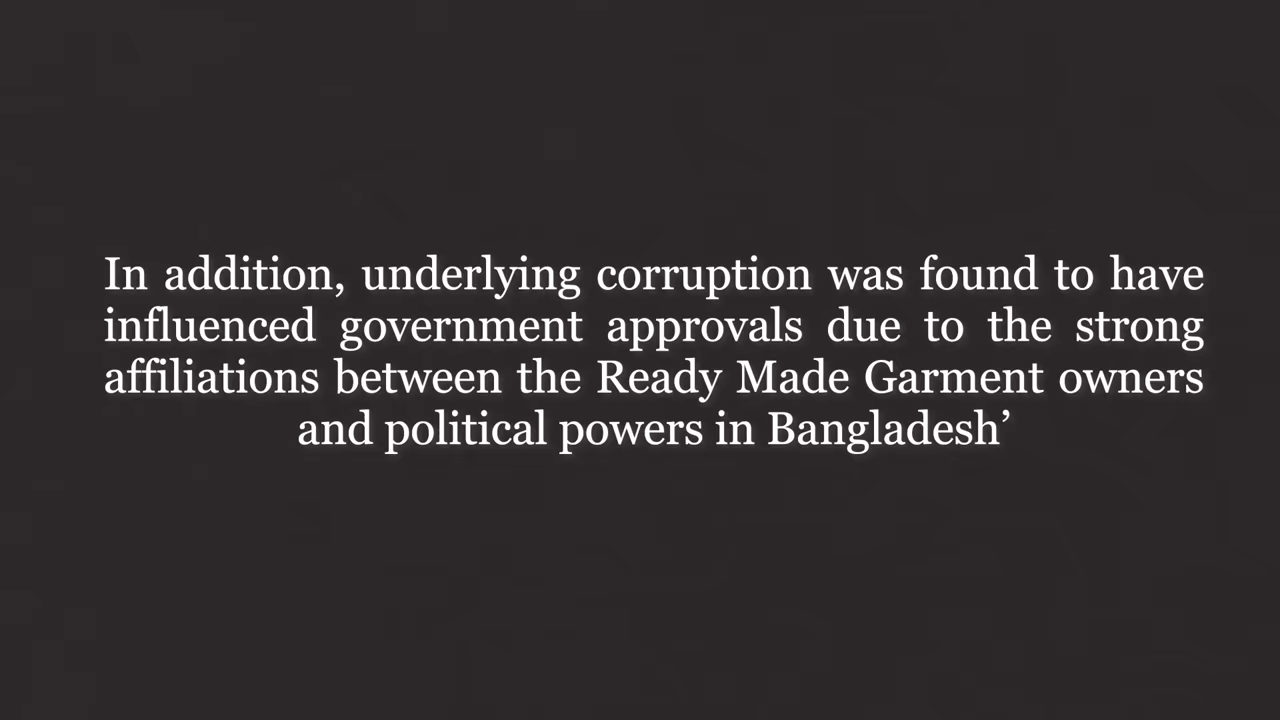 In addition, underlying corruption was found to have
influenced government approvals due to the strong
affiliations between the Ready Made Garment owners
and political powers in Bangladesh’